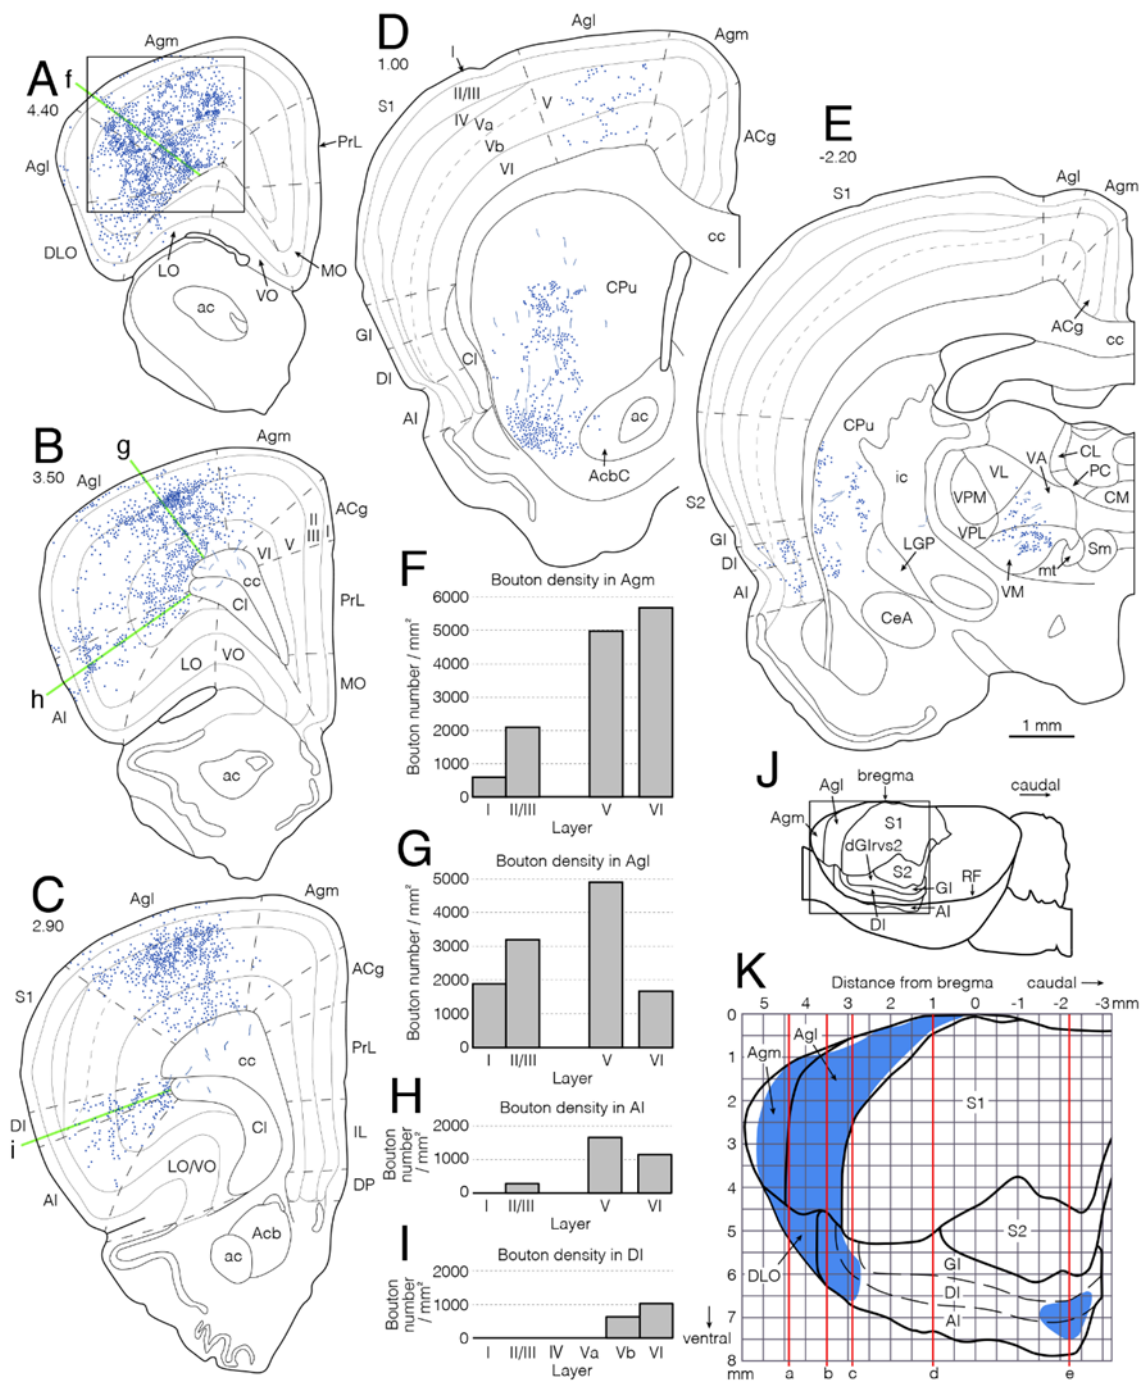 A
4.40
f
Agm
Agl
PrL
DLO
LO
VO
MO
ac
B
3.50
g
Agl
Agm
ACg
II
III
I
V
VI
cc
Cl
PrL
LO
VO
MO
h
AI
ac
C
2.90
Agl
Agm
S1
ACg
PrL
cc
DI
i
Cl
IL
LO/VO
AI
DP
Acb
ac
D
1.00
I
Agl
Agm
S1
II/III
V
IV
Va
Vb
VI
ACg
cc
CPu
GI
Cl
DI
AI
ac
AcbC
E
-2.20
S1
Agl
Agm
ACg
cc
CPu
ic
VL
VA
CL
PC
VPM
CM
S2
VPL
GI
LGP
Sm
DI
mt
AI
VM
CeA
1 mm
F
Bouton density in Agm
Bouton number / mm²
6000
5000
4000
3000
2000
1000
0
I II/III V VI
Layer
G
Bouton density in Agl
Bouton number / mm²
5000
4000
3000
2000
1000
0
I II/III V VI
Layer
H
Bouton density in AI
Bouton number / mm²
2000
1000
0
I II/III V VI
Layer
I
Bouton density in DI
Bouton number / mm²
2000
1000
0
I II/III IV Va Vb VI
Layer
J
bregma
caudal
Agl
Agm
S1
dGIrvs2
S2
RF
GI
AI
DI
K
Distance from bregma caudal
5 4 3 2 1 0 -1 -2 -3 mm
0
1
2
3
4
5
6
7
8
mm
Agl
Agm
S1
S2
DLO
GI
DI
AI
ventral
a b c d e